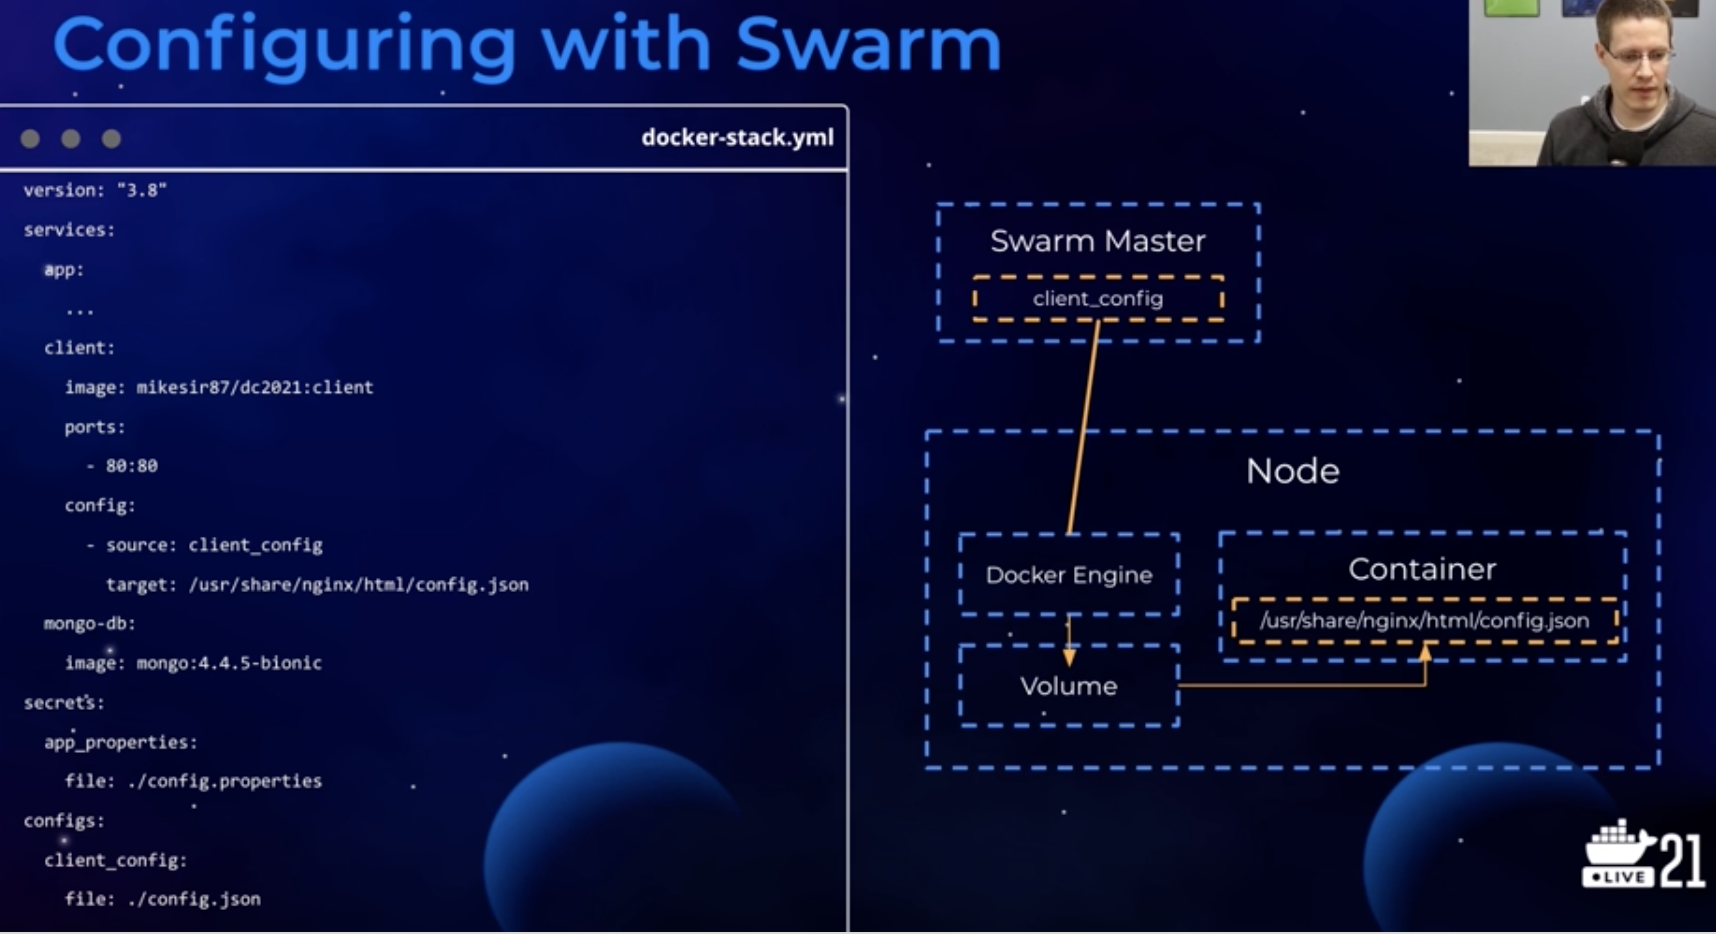 Configuring with Swarm
docker-stack.yml
version: "3.8"
services:
app:
...
client:
image: mikesir87/dc2021:client
ports:
- 80:80
config:
- source: client_config
target: /usr/share/nginx/html/config.json
mongo-db:
image: mongo:4.4.5-bionic
secrets:
app_properties:
file: ./config.properties
configs:
client_config:
file: ./config.json
Swarm Master
client_config
Node
Docker Engine
Container
/usr/share/nginx/html/config.json
Volume
LIVE 21